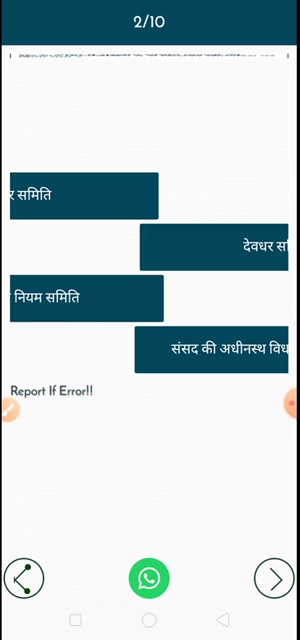 2/10
र समिति
देवधर
नियम समिति
संसद की अधीनस्थ
Report If Error!!